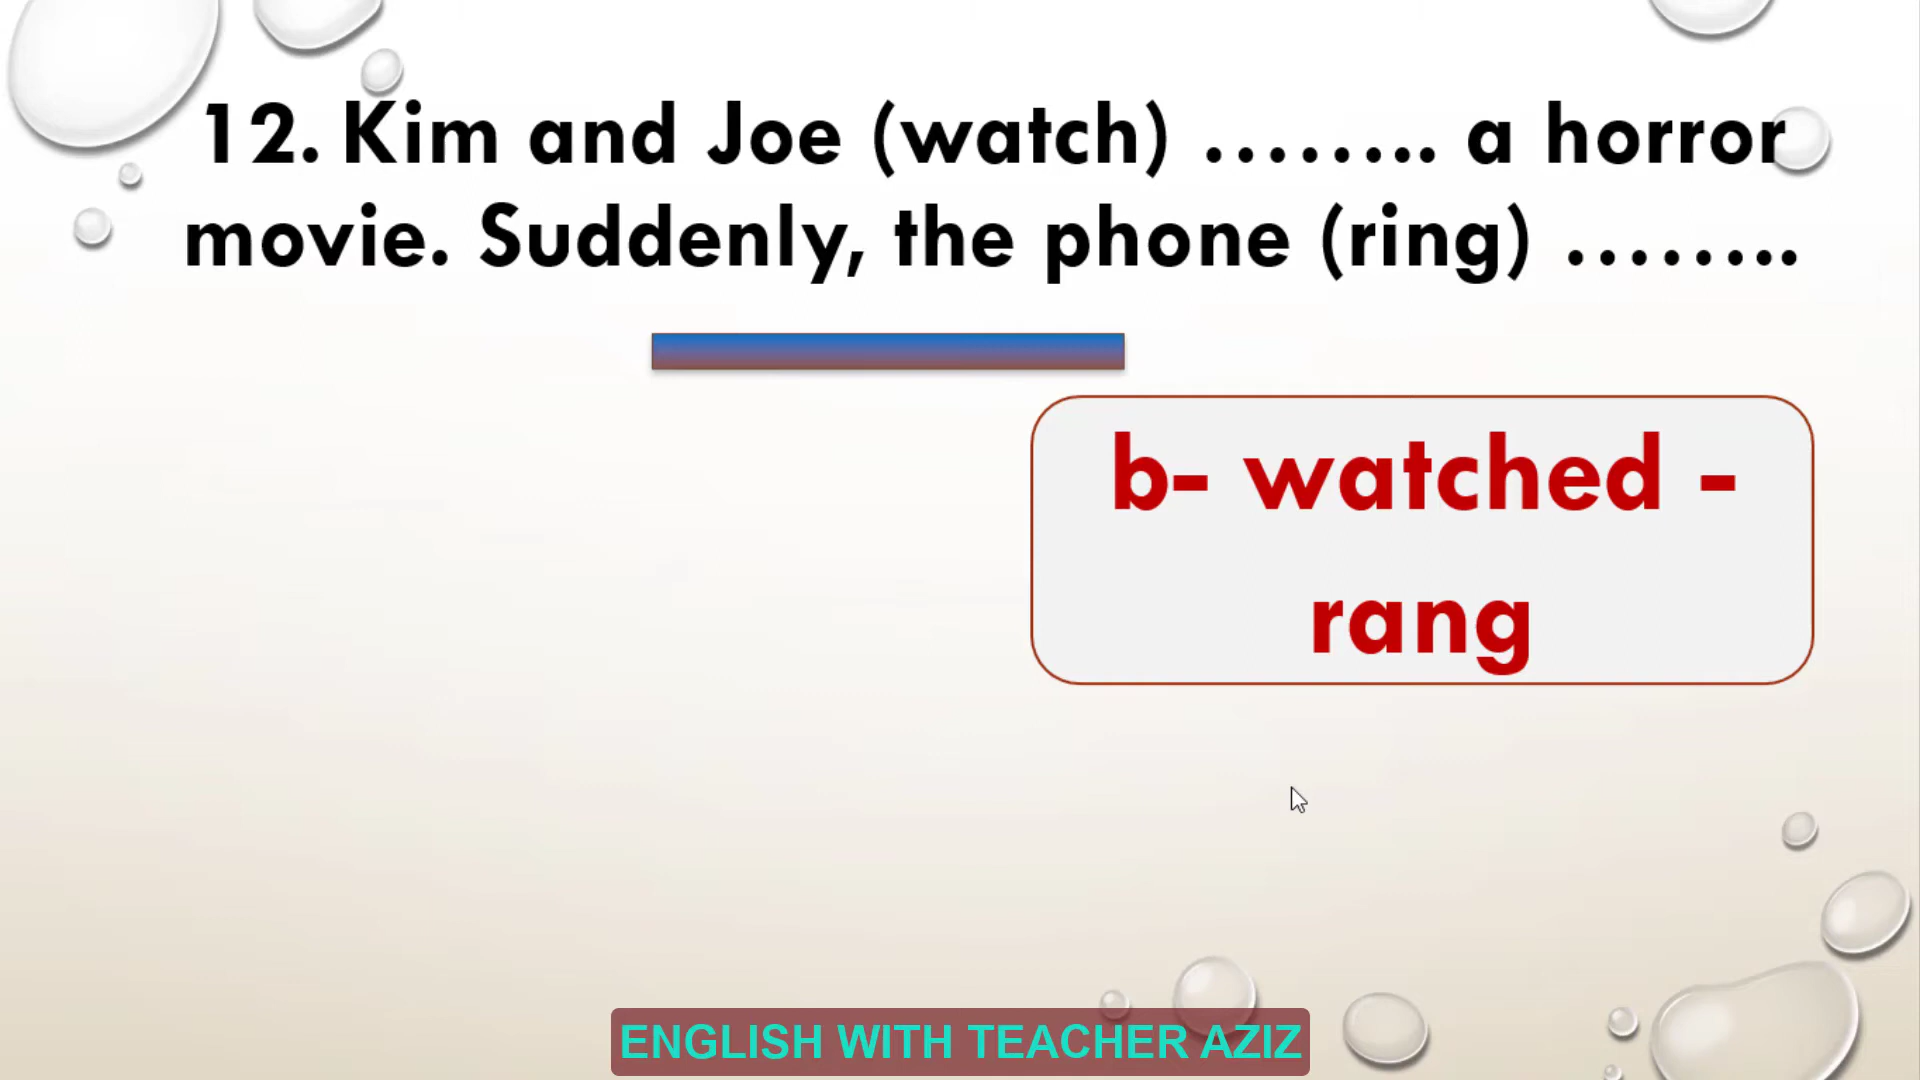 12. Kim and Joe (watch) …….. a horror
movie. Suddenly, the phone (ring) ……..
b- watched -
rang
ENGLISH WITH TEACHER AZIZ